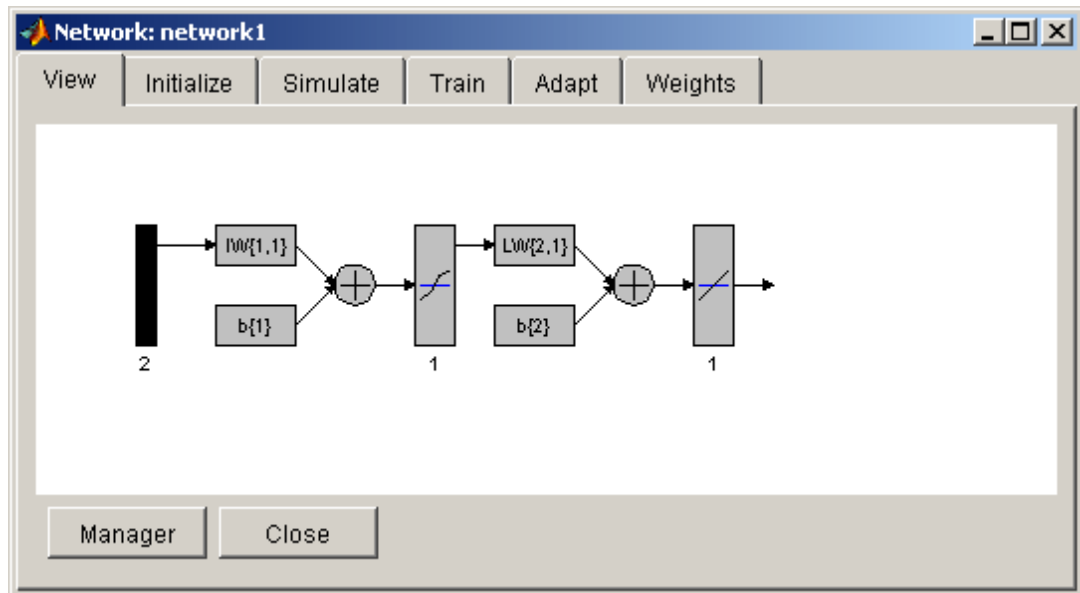 Network: network1
View Initialize Simulate Train Adapt Weights
IW{1,1} LW{2,1}
b{1} b{2}
2 1 1
Manager Close